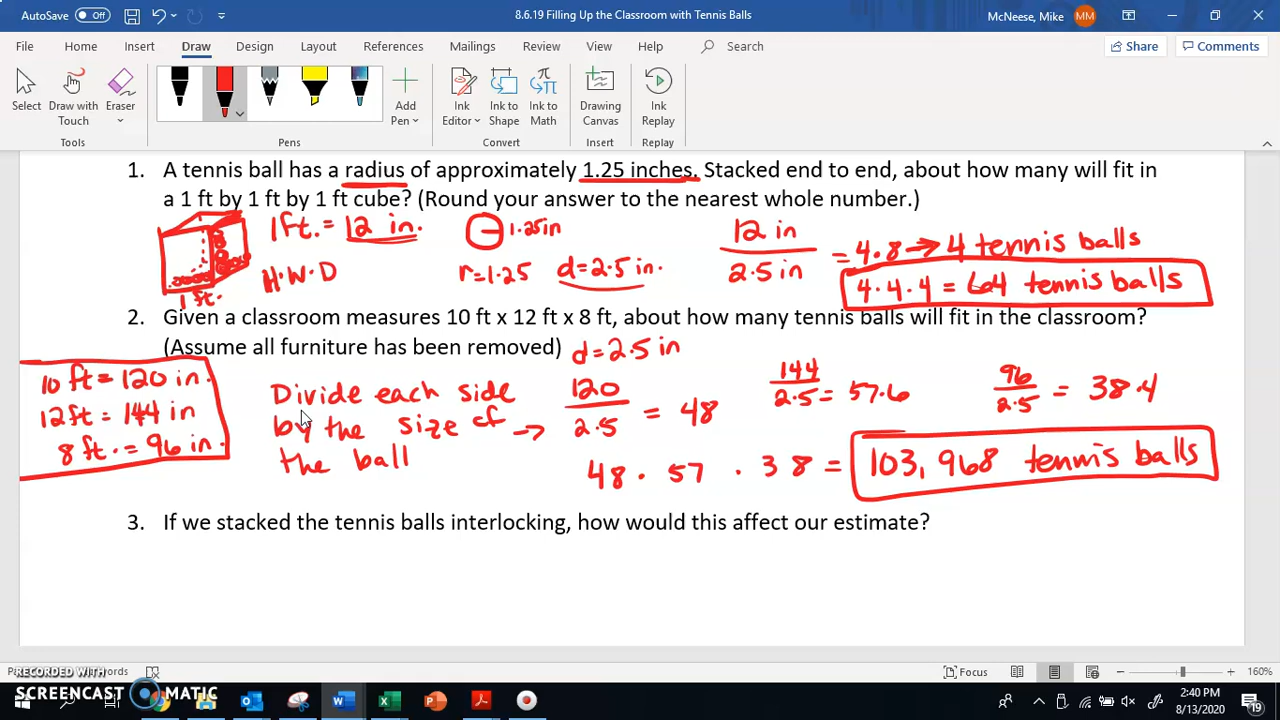 AutoSave Off
8.6.19 Filling Up the Classroom with Tennis Balls
McNeese, Mike MM
File Home Insert Draw Design Layout References Mailings Review View Help Search Share Comments
Select
Draw with Touch
Eraser
Add Pen
Ink Editor
Ink to Shape
Ink to Math
Drawing Canvas
Ink Replay
Tools Pens Convert Insert Replay
1. A tennis ball has a radius of approximately 1.25 inches. Stacked end to end, about how many will fit in
a 1 ft by 1 ft by 1 ft cube? (Round your answer to the nearest whole number.)
1ft. = 12 in.
1.25in
12 in
2.5 in
= 4.8 → 4 tennis balls
H·W·D
r=1.25
d=2.5 in.
4·4·4 = 64 tennis balls
1 ft.
2. Given a classroom measures 10 ft x 12 ft x 8 ft, about how many tennis balls will fit in the classroom?
(Assume all furniture has been removed)
d=2.5 in
10 ft = 120 in.
12ft = 144 in
8 ft. = 96 in.
Divide each side
by the size of →
the ball
120
2.5
= 48
144
2.5
= 57.6
96
2.5
= 38.4
48 · 57 · 38 = 103,968 tennis balls
3. If we stacked the tennis balls interlocking, how would this affect our estimate?
Focus
160%
RECORDED WITH
SCREENCAST MATIC
2:40 PM
8/13/2020
19